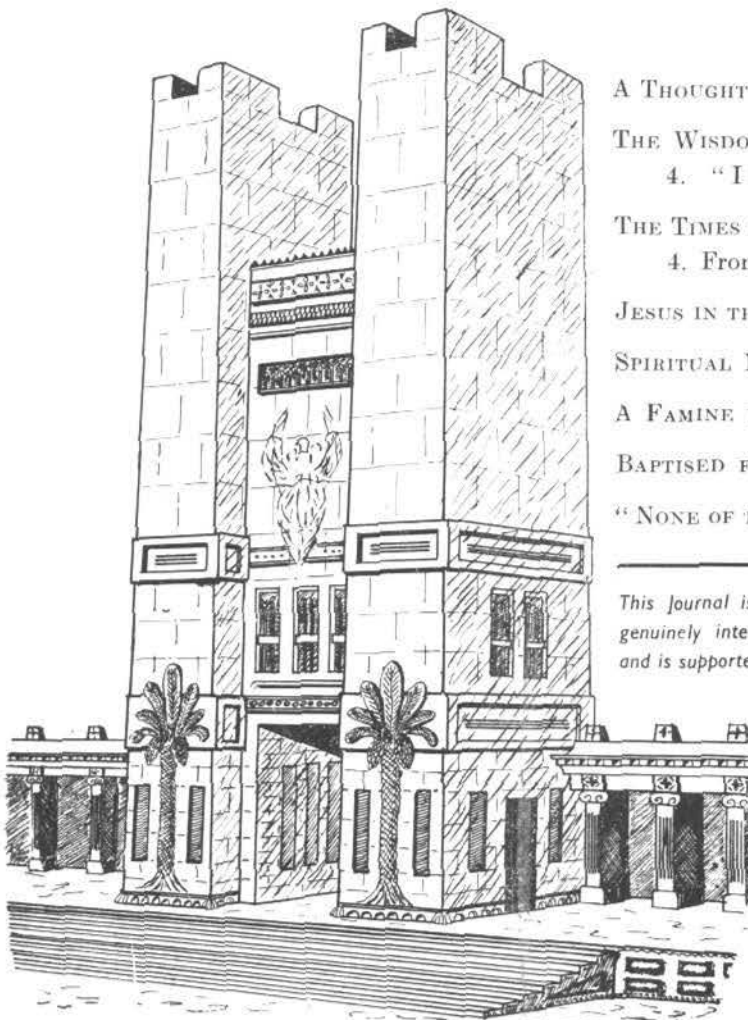 A THOUGHT
THE WISDO
4. "I
THE TIMES
4. Fron
JESUS IN TH
SPIRITUAL
A FAMINE
BAPTISED F
"NONE OF T
This Journal is
genuinely inte
and is supporte